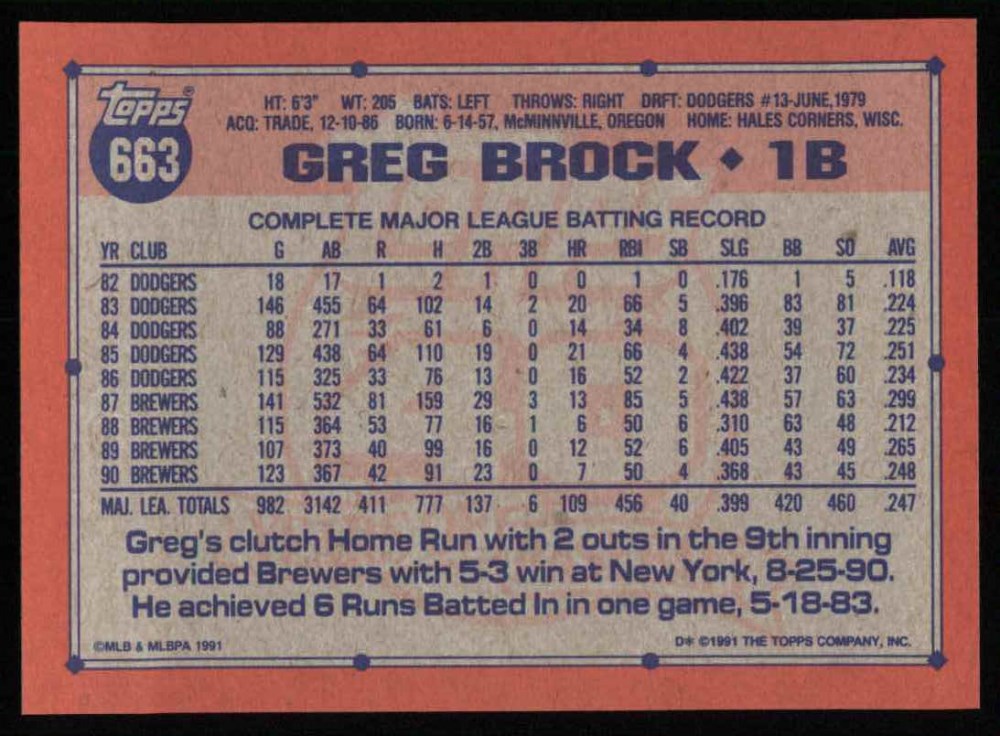 Topps®
663
HT: 6'3" WT: 205 BATS: LEFT THROWS: RIGHT DRFT: DODGERS #13-JUNE, 1979
ACQ: TRADE, 12-10-86 BORN: 6-14-57, McMINNVILLE, OREGON HOME: HALES CORNERS, WISC.
GREG BROCK ◆ 1B
COMPLETE MAJOR LEAGUE BATTING RECORD
YR CLUB G AB R H 2B 3B HR RBI SB SLG BB SO AVG
82 DODGERS 18 17 1 2 1 0 0 1 0 .176 1 5 .118
83 DODGERS 146 455 64 102 14 2 20 66 5 .396 83 81 .224
84 DODGERS 88 271 33 61 6 0 14 34 8 .402 39 37 .225
85 DODGERS 129 438 64 110 19 0 21 66 4 .438 54 72 .251
86 DODGERS 115 325 33 76 13 0 16 52 2 .422 37 60 .234
87 BREWERS 141 532 81 159 29 3 13 85 5 .438 57 63 .299
88 BREWERS 115 364 53 77 16 1 6 50 6 .310 63 48 .212
89 BREWERS 107 373 40 99 16 0 12 52 6 .405 43 49 .265
90 BREWERS 123 367 42 91 23 0 7 50 4 .368 43 45 .248
MAJ. LEA. TOTALS 982 3142 411 777 137 6 109 456 40 .399 420 460 .247
Greg's clutch Home Run with 2 outs in the 9th inning
provided Brewers with 5-3 win at New York, 8-25-90.
He achieved 6 Runs Batted In in one game, 5-18-83.
©MLB & MLBPA 1991
D* ©1991 THE TOPPS COMPANY, INC.